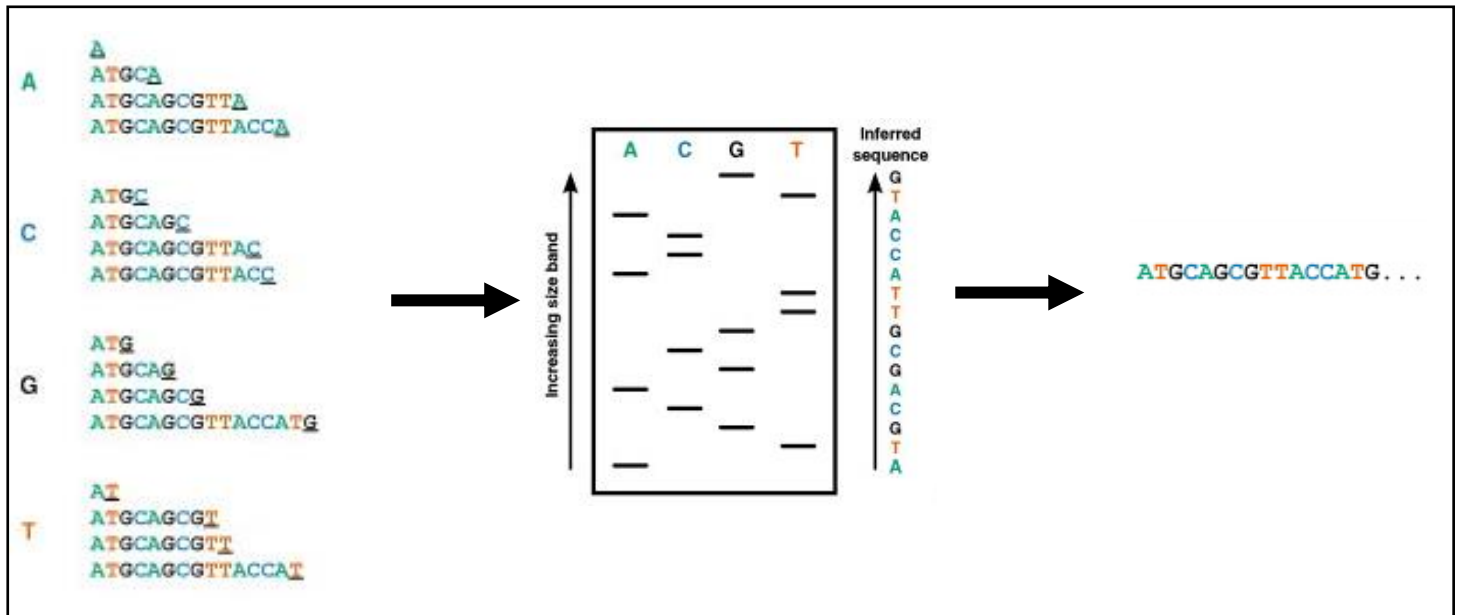 A
A
ATGCA
ATGCAGCGTTA
ATGCAGCGTTACCA
C
ATGC
ATGCAGC
ATGCAGCGTTAC
ATGCAGCGTTACC
G
ATG
ATGCAG
ATGCAGCG
ATGCAGCGTTACCATG
T
AT
ATGCAGCGT
ATGCAGCGTT
ATGCAGCGTTACCAT
Increasing size band
A C G T
Inferred
sequence
G
T
A
C
C
A
T
T
G
C
G
A
C
G
T
A
ATGCAGCGTTACCATG...